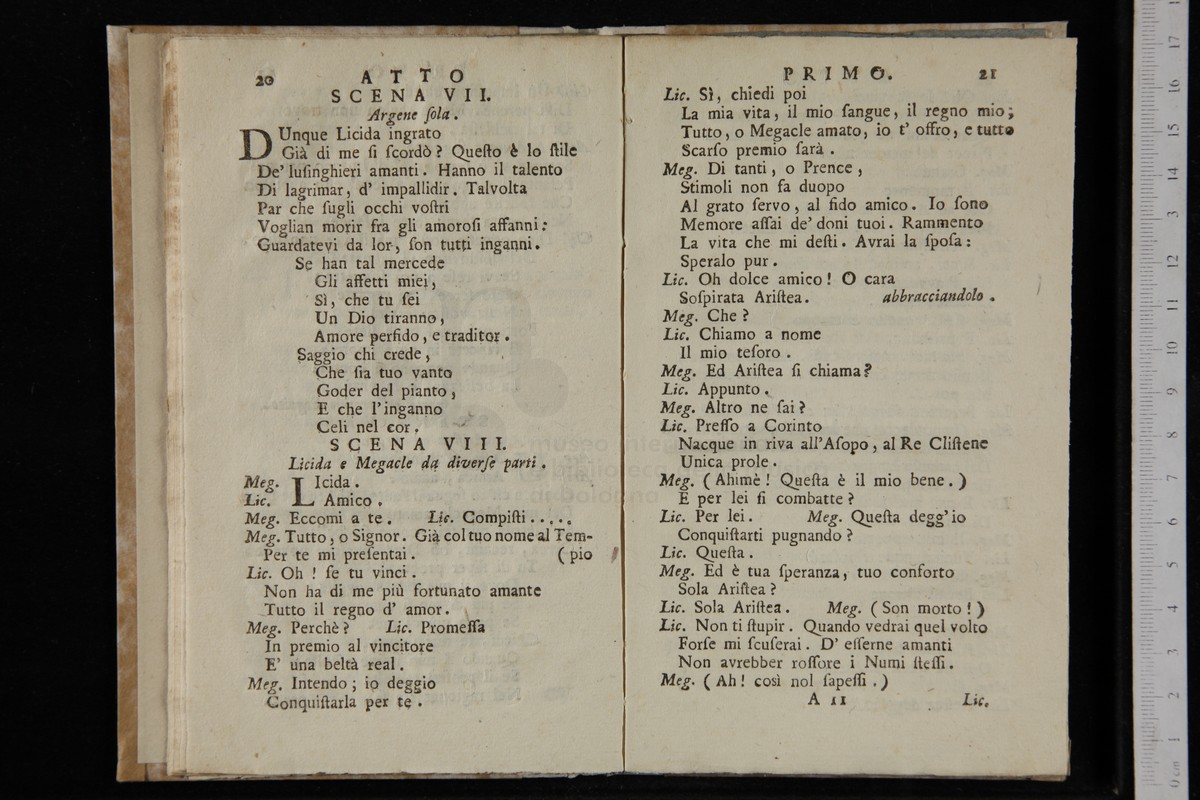 20 ATTO
SCENA VII.
Argene ſola.
DUnque Licida ingrato
Già di me ſi ſcordò? Queſto è lo ſtile
De' luſinghieri amanti. Hanno il talento
Di lagrimar, d' impallidir. Talvolta
Par che ſugli occhi voſtri
Voglian morir fra gli amoroſi affanni:
Guardatevi da lor, ſon tutti inganni.
Se han tal mercede
Gli affetti miei,
Sì, che tu ſei
Un Dio tiranno,
Amore perfido, e traditor.
Saggio chi crede,
Che ſia tuo vanto
Goder del pianto,
E che l'inganno
Celi nel cor.
SCENA VIII.
Licida e Megacle da diverſe parti.
Meg. LIcida.
Lic. Amico.
Meg. Eccomi a te. Lic. Compiſti.....
Meg. Tutto, o Signor. Già col tuo nome al Tem-
Per te mi preſentai. (pio
Lic. Oh! ſe tu vinci.
Non ha di me più fortunato amante
Tutto il regno d' amor.
Meg. Perchè? Lic. Promeſſa
In premio al vincitore
E' una beltà real.
Meg. Intendo; io deggio
Conquiſtarla per te.
PRIMO. 21
Lic. Sì, chiedi poi
La mia vita, il mio ſangue, il regno mio;
Tutto, o Megacle amato, io t' offro, e tutto
Scarſo premio ſarà.
Meg. Di tanti, o Prence,
Stimoli non fa duopo
Al grato ſervo, al fido amico. Io ſono
Memore aſſai de' doni tuoi. Rammento
La vita che mi deſti. Avrai la ſpoſa:
Speralo pur.
Lic. Oh dolce amico! O cara
Soſpirata Ariſtea. abbracciandolo.
Meg. Che?
Lic. Chiamo a nome
Il mio teſoro.
Meg. Ed Ariſtea ſi chiama?
Lic. Appunto.
Meg. Altro ne ſai?
Lic. Preſſo a Corinto
Nacque in riva all'Aſopo, al Re Cliſtene
Unica prole.
Meg. (Ahimè! Queſta è il mio bene.)
E per lei ſi combatte?
Lic. Per lei. Meg. Queſta degg' io
Conquiſtarti pugnando?
Lic. Queſta.
Meg. Ed è tua ſperanza, tuo conforto
Sola Ariſtea?
Lic. Sola Ariſtea. Meg. (Son morto!)
Lic. Non ti ſtupir. Quando vedrai quel volto
Forſe mi ſcuſerai. D' eſſerne amanti
Non avrebber roſſore i Numi ſteſſi.
Meg. (Ah! così nol ſapeſſi.)
A 11 Lic.